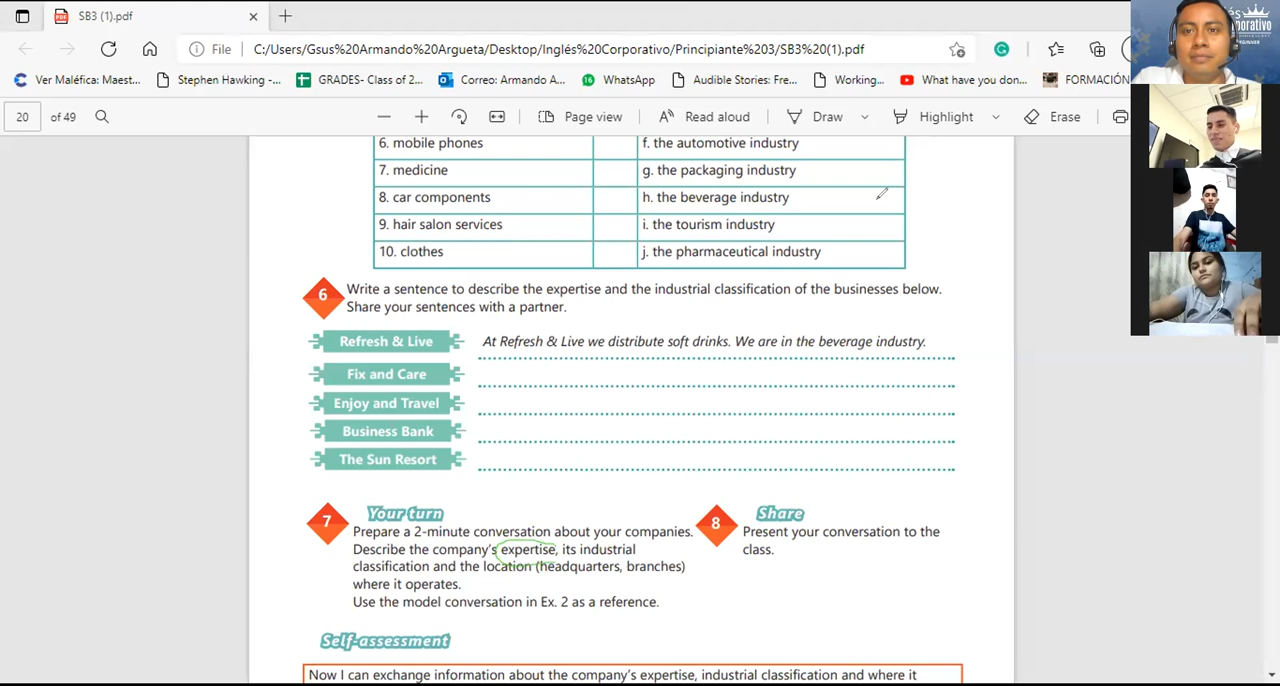 SB3 (1).pdf
File C:/Users/Gsus%20Armando%20Argueta/Desktop/Inglés%20Corporativo/Principiante%203/SB3%20(1).pdf
Ver Maléfica: Maest... Stephen Hawking -... GRADES- Class of 2... Correo: Armando A... WhatsApp Audible Stories: Fre... Working... What have you don... FORMACIÓN
20 of 49 Page view Read aloud Draw Highlight Erase
6. mobile phones f. the automotive industry
7. medicine g. the packaging industry
8. car components h. the beverage industry
9. hair salon services i. the tourism industry
10. clothes j. the pharmaceutical industry
6 Write a sentence to describe the expertise and the industrial classification of the businesses below.
Share your sentences with a partner.
Refresh & Live At Refresh & Live we distribute soft drinks. We are in the beverage industry.
Fix and Care
Enjoy and Travel
Business Bank
The Sun Resort
7 Your turn
Prepare a 2-minute conversation about your companies.
Describe the company's expertise, its industrial
classification and the location (headquarters, branches)
where it operates.
Use the model conversation in Ex. 2 as a reference.
8 Share
Present your conversation to the
class.
Self-assessment
Now I can exchange information about the company's expertise, industrial classification and where it